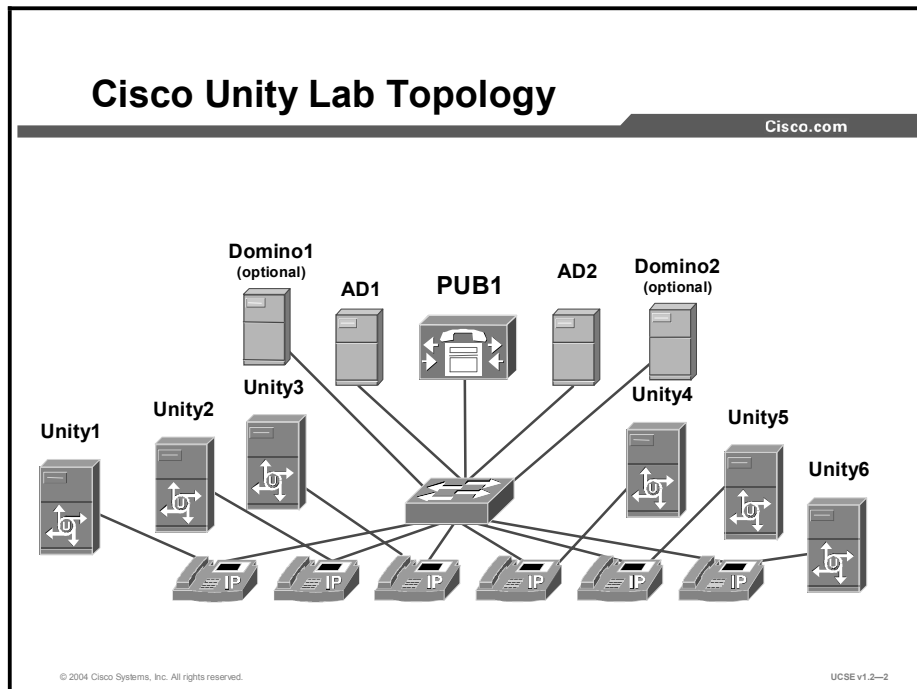 Cisco Unity Lab Topology
Cisco.com
Domino1
(optional)
AD1
PUB1
AD2
Domino2
(optional)
Unity1
Unity2
Unity3
Unity4
Unity5
Unity6
U
U
U
U
U
U
IP
IP
IP
IP
IP
IP
© 2004 Cisco Systems, Inc. All rights reserved.
UCSE v1.2—2